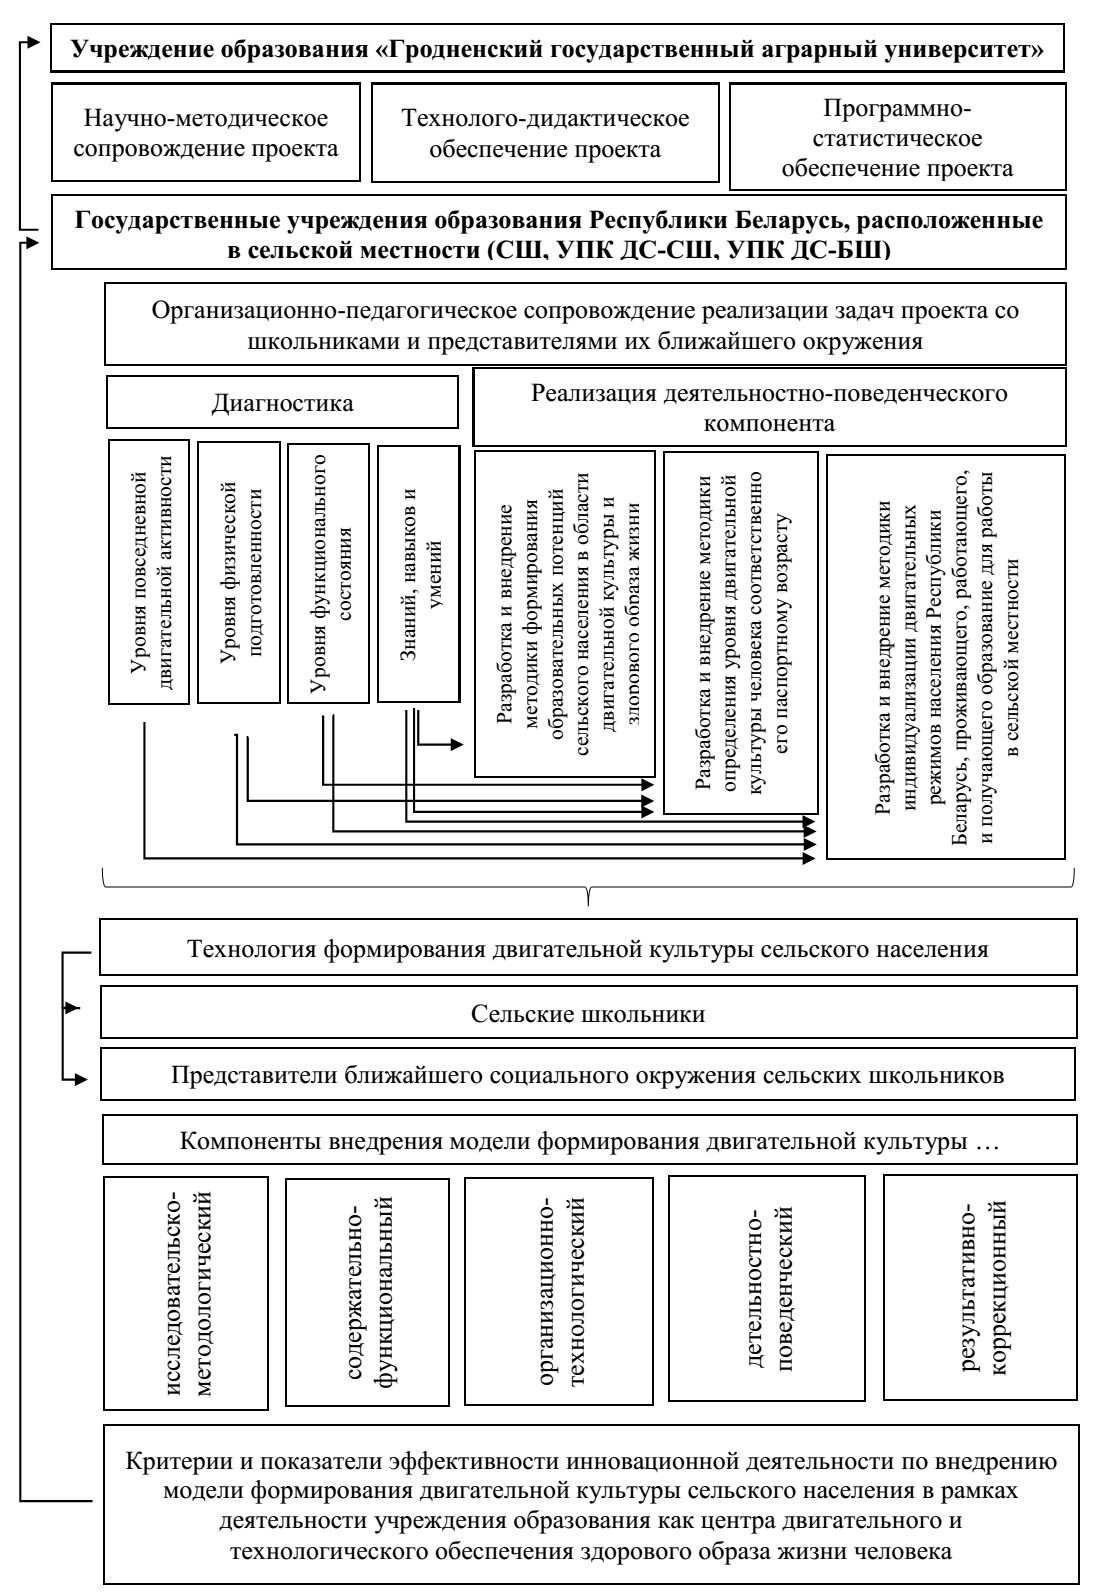 Учреждение образования «Гродненский государственный аграрный университет»
Научно-методическое
сопровождение проекта
Технолого-дидактическое
обеспечение проекта
Программно-
статистическое
обеспечение проекта
Государственные учреждения образования Республики Беларусь, расположенные
в сельской местности (СШ, УПК ДС-СШ, УПК ДС-БШ)
Организационно-педагогическое сопровождение реализации задач проекта со
школьниками и представителями их ближайшего окружения
Диагностика
Реализация деятельностно-поведенческого
компонента
Уровня повседневной
двигательной активности
Уровня физической
подготовленности
Уровня функционального
состояния
Знаний, навыков и
умений
Разработка и внедрение
методики формирования
образовательных потенций
сельского населения в области
двигательной культуры и
здорового образа жизни
Разработка и внедрение методики
определения уровня двигательной
культуры человека соответственно
его паспортному возрасту
Разработка и внедрение методики
индивидуализации двигательных
режимов населения Республики
Беларусь, проживающего, работающего,
и получающего образование для работы
в сельской местности
Технология формирования двигательной культуры сельского населения
Сельские школьники
Представители ближайшего социального окружения сельских школьников
Компоненты внедрения модели формирования двигательной культуры …
исследовательско-
методологический
содержательно-
функциональный
организационно-
технологический
детельностно-
поведенческий
результативно-
коррекционный
Критерии и показатели эффективности инновационной деятельности по внедрению
модели формирования двигательной культуры сельского населения в рамках
деятельности учреждения образования как центра двигательного и
технологического обеспечения здорового образа жизни человека